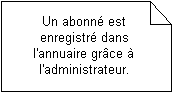 Un abonné est
enregistré dans
l'annuaire grâce à
l'administrateur.